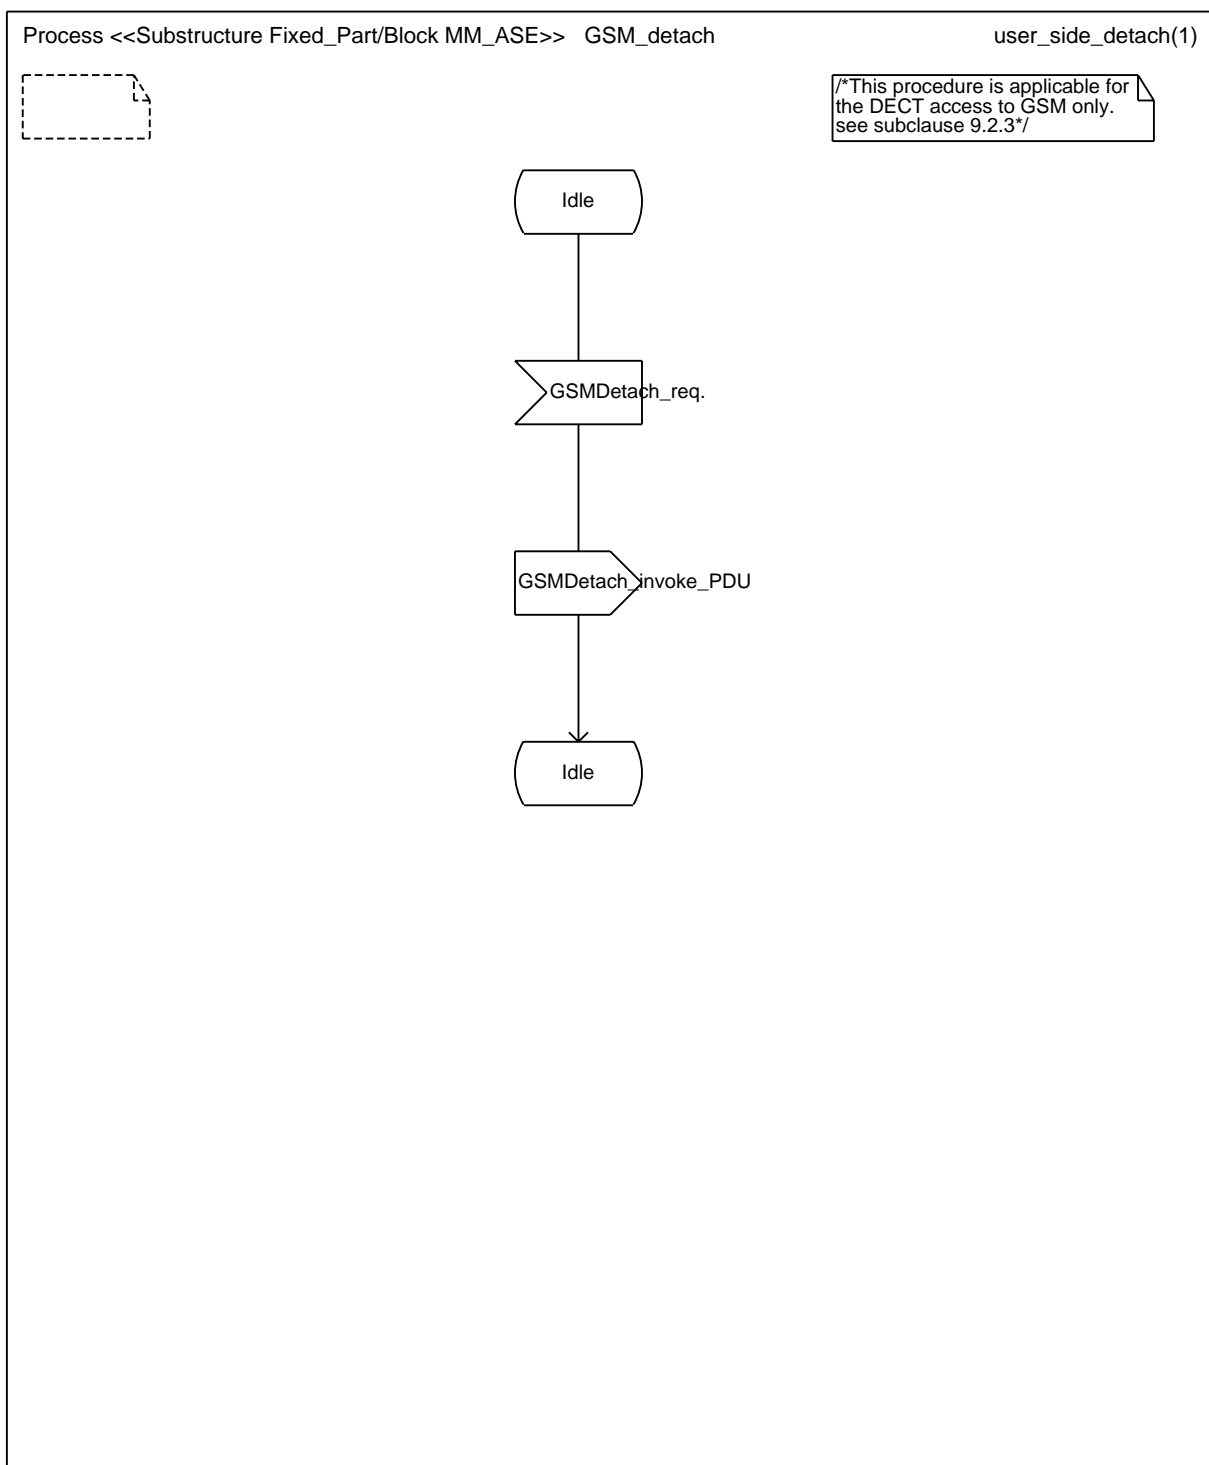 Process <<Substructure Fixed_Part/Block MM_ASE>>   GSM_detach   user_side_detach(1)
/*This procedure is applicable for
the DECT access to GSM only.
see subclause 9.2.3*/
Idle
GSMDetach_req.
GSMDetach_invoke_PDU
Idle